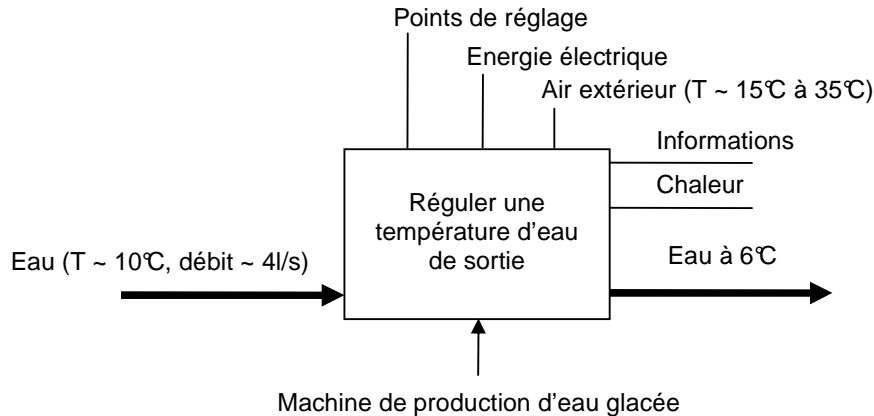 Points de réglage
Energie électrique
Air extérieur (T ~ 15°C à 35°C)
Informations
Chaleur
Réguler une
température d'eau
de sortie
Eau (T ~ 10°C, débit ~ 4l/s)
Eau à 6°C
Machine de production d'eau glacée